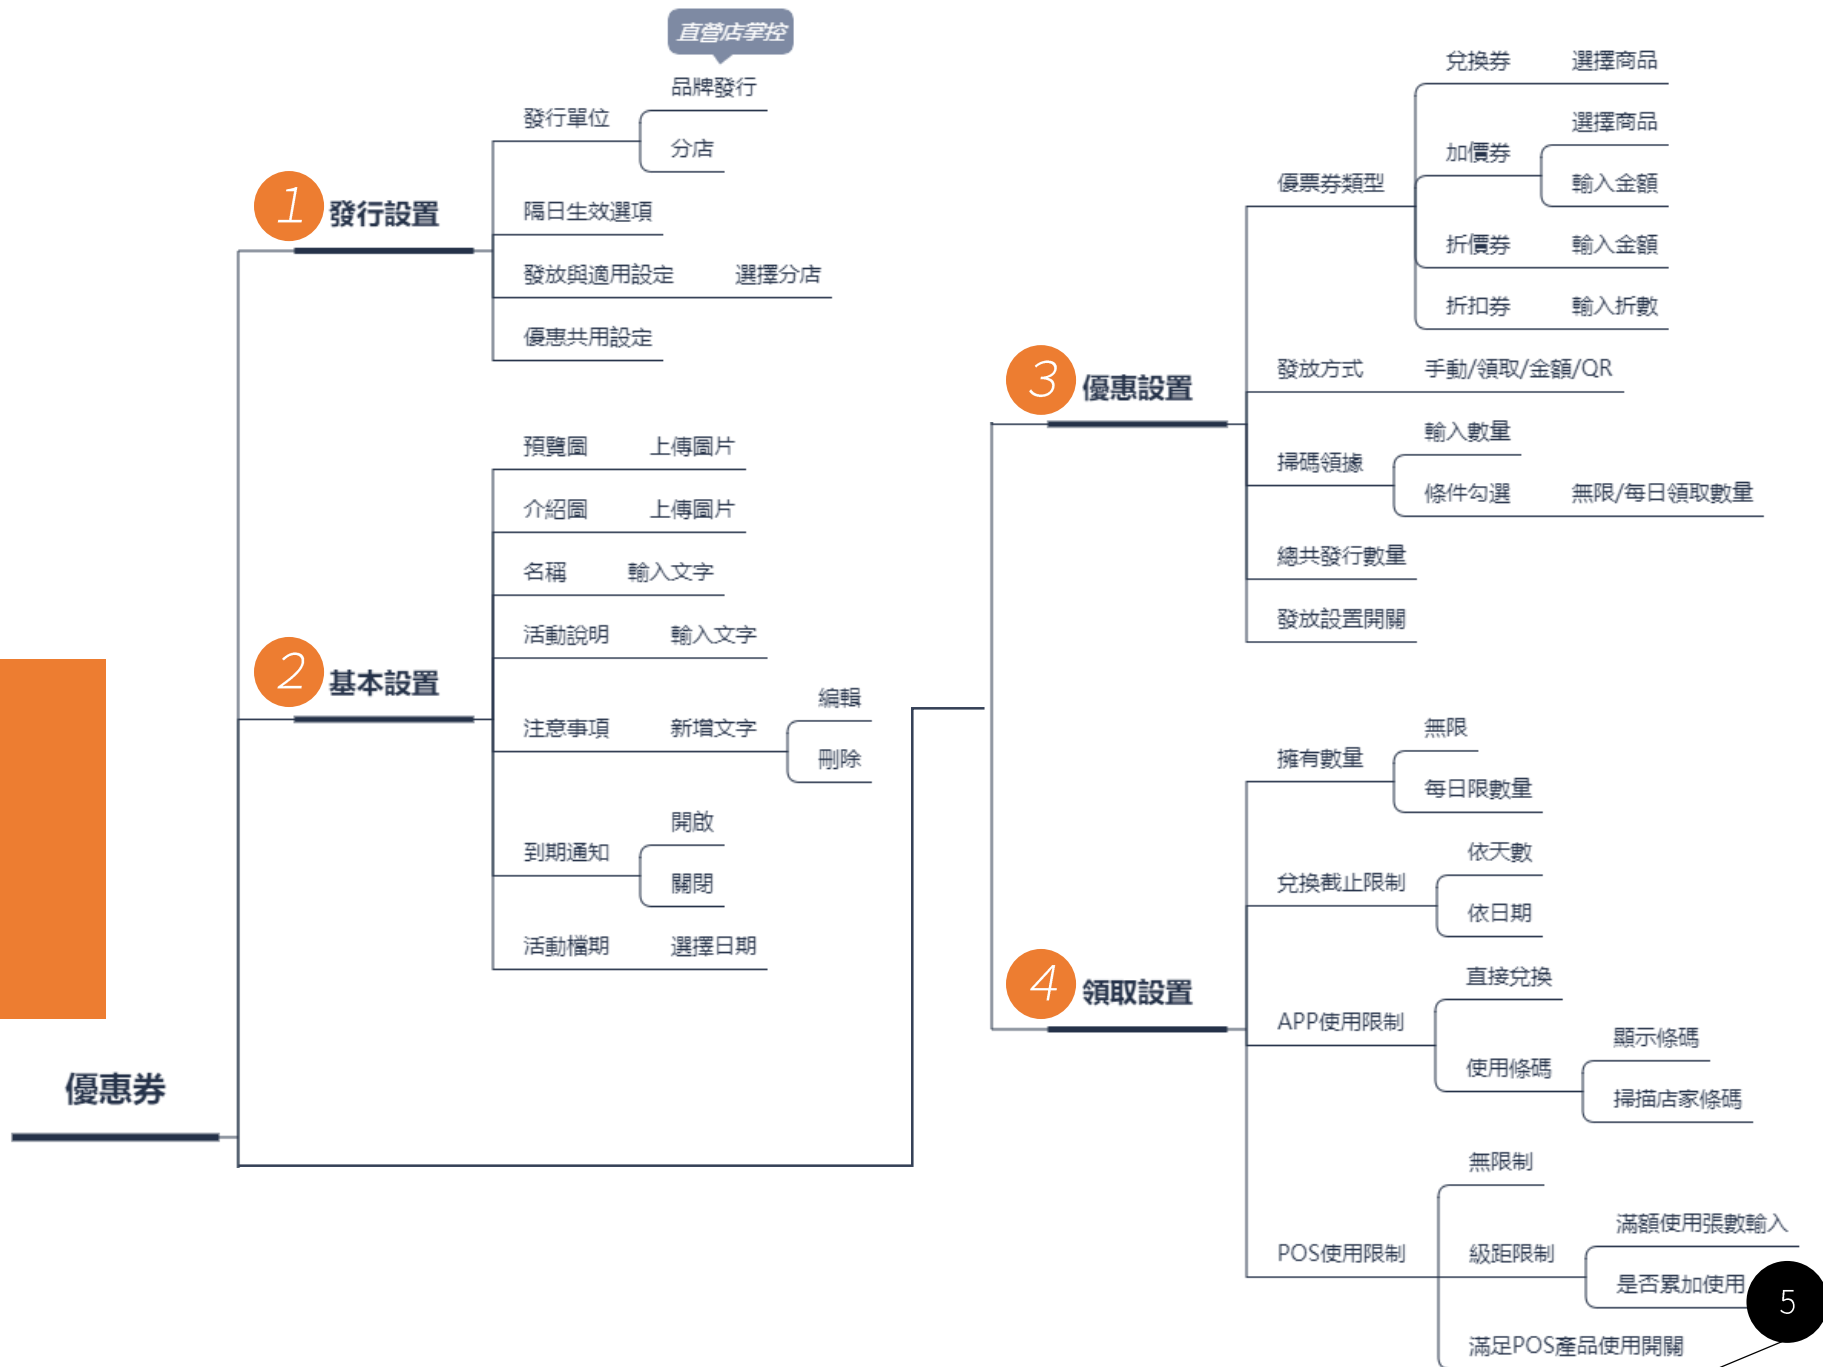 優惠券
1 發行設置
直營店掌控
發行單位
品牌發行
分店
隔日生效選項
發放與適用設定 選擇分店
優惠共用設定
2 基本設置
預覽圖 上傳圖片
介紹圖 上傳圖片
名稱 輸入文字
活動說明 輸入文字
注意事項 新增文字
編輯
刪除
到期通知
開啟
關閉
活動檔期 選擇日期
3 優惠設置
優票券類型
兌換券 選擇商品
加價券
選擇商品
輸入金額
折價券 輸入金額
折扣券 輸入折數
發放方式 手動/領取/金額/QR
掃碼領據
輸入數量
條件勾選 無限/每日領取數量
總共發行數量
發放設置開關
4 領取設置
擁有數量
無限
每日限數量
兌換截止限制
依天數
依日期
APP使用限制
直接兌換
使用條碼
顯示條碼
掃描店家條碼
POS使用限制
無限制
級距限制
滿額使用張數輸入
是否累加使用
滿足POS產品使用開關
5